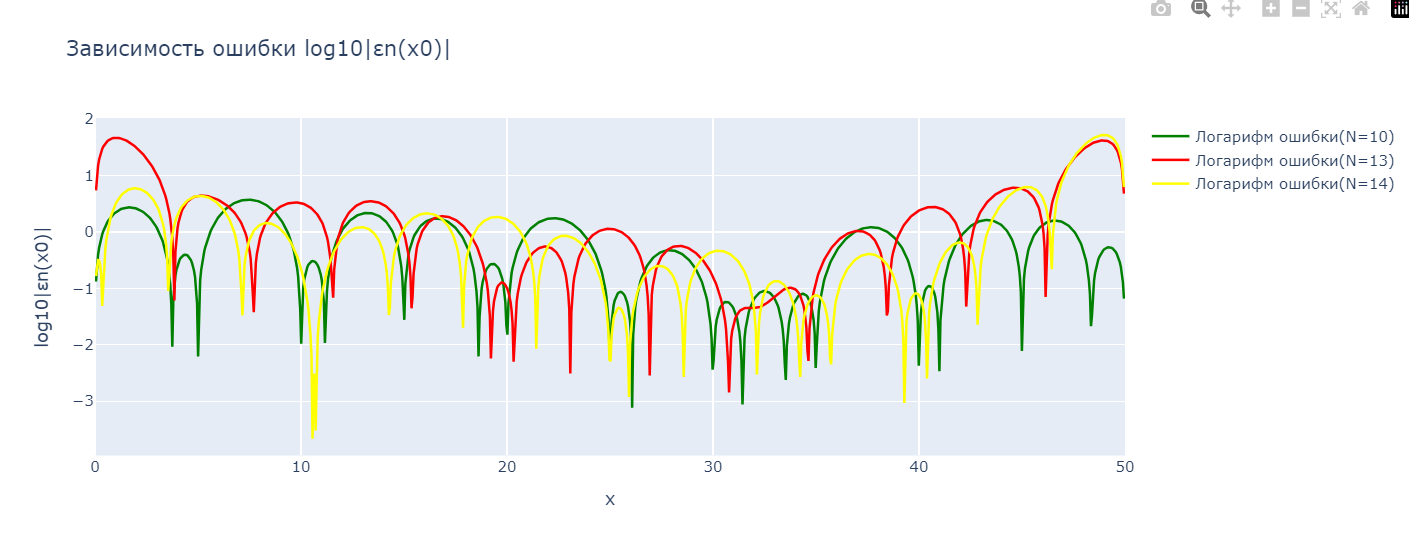 Зависимость ошибки log10|εn(x0)|
Логарифм ошибки(N=10)
Логарифм ошибки(N=13)
Логарифм ошибки(N=14)
log10|εn(x0)|
2
1
0
−1
−2
−3
0 10 20 30 40 50
x